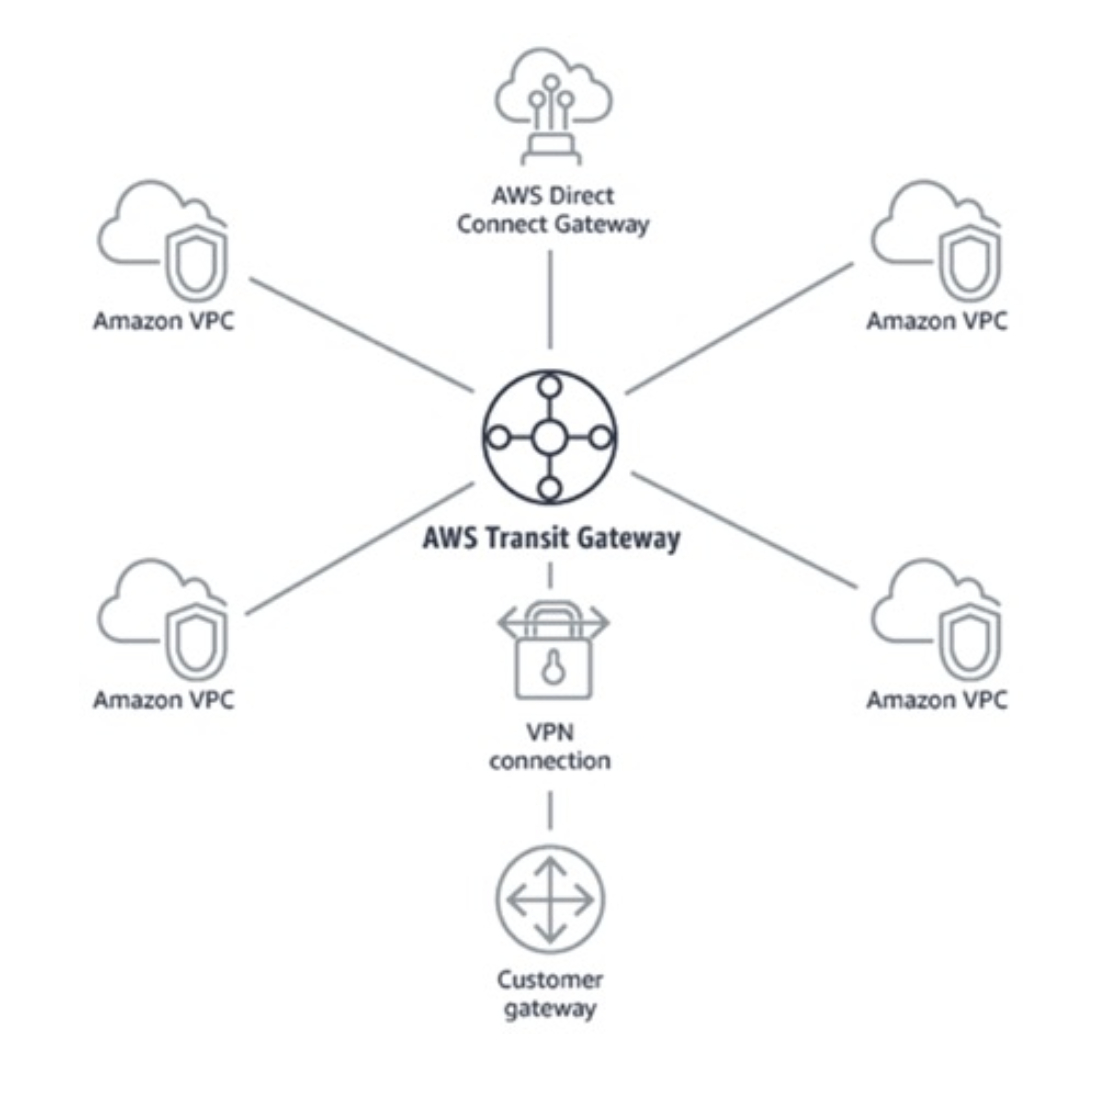 AWS Direct
Connect Gateway
Amazon VPC
Amazon VPC
AWS Transit Gateway
Amazon VPC
Amazon VPC
VPN
connection
Customer
gateway